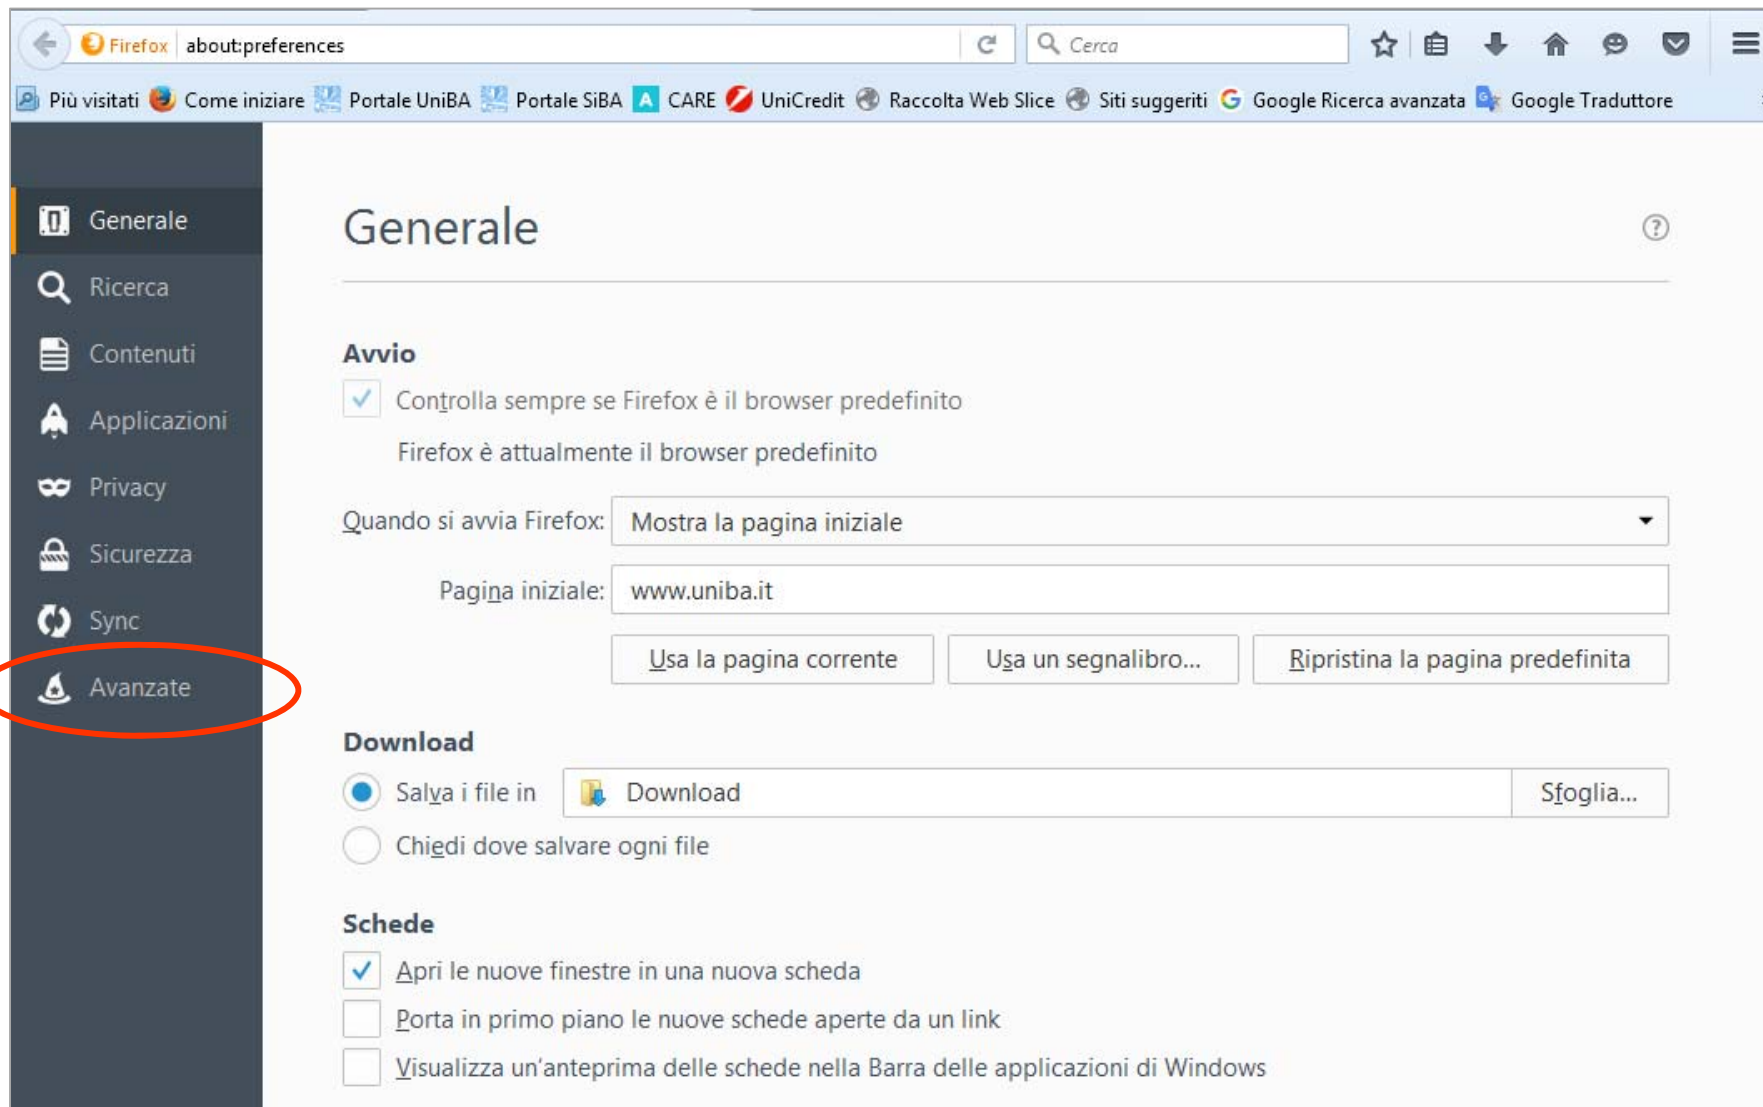 Firefox about:preferences Cerca
Più visitati Come iniziare Portale UniBA Portale SiBA A CARE UniCredit Raccolta Web Slice Siti suggeriti G Google Ricerca avanzata Google Traduttore
Generale
Ricerca
Contenuti
Applicazioni
Privacy
Sicurezza
Sync
Avanzate
Generale
Avvio
Controlla sempre se Firefox è il browser predefinito
Firefox è attualmente il browser predefinito
Quando si avvia Firefox: Mostra la pagina iniziale
Pagina iniziale: www.uniba.it
Usa la pagina corrente Usa un segnalibro... Ripristina la pagina predefinita
Download
Salva i file in Download Sfoglia...
Chiedi dove salvare ogni file
Schede
Apri le nuove finestre in una nuova scheda
Porta in primo piano le nuove schede aperte da un link
Visualizza un'anteprima delle schede nella Barra delle applicazioni di Windows